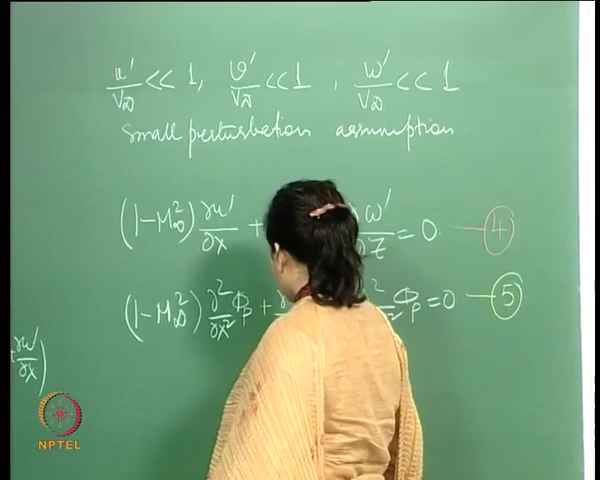 u'/V∞ << 1, v'/V∞ << 1, w'/V∞ << 1
small perturbation assumption
(1-M∞²) ∂u'/∂x + w'/∂z = 0 — 4
(1-M∞²) ∂²/∂x² Φp + Φp = 0 — 5
∂u'/∂x )
NPTEL